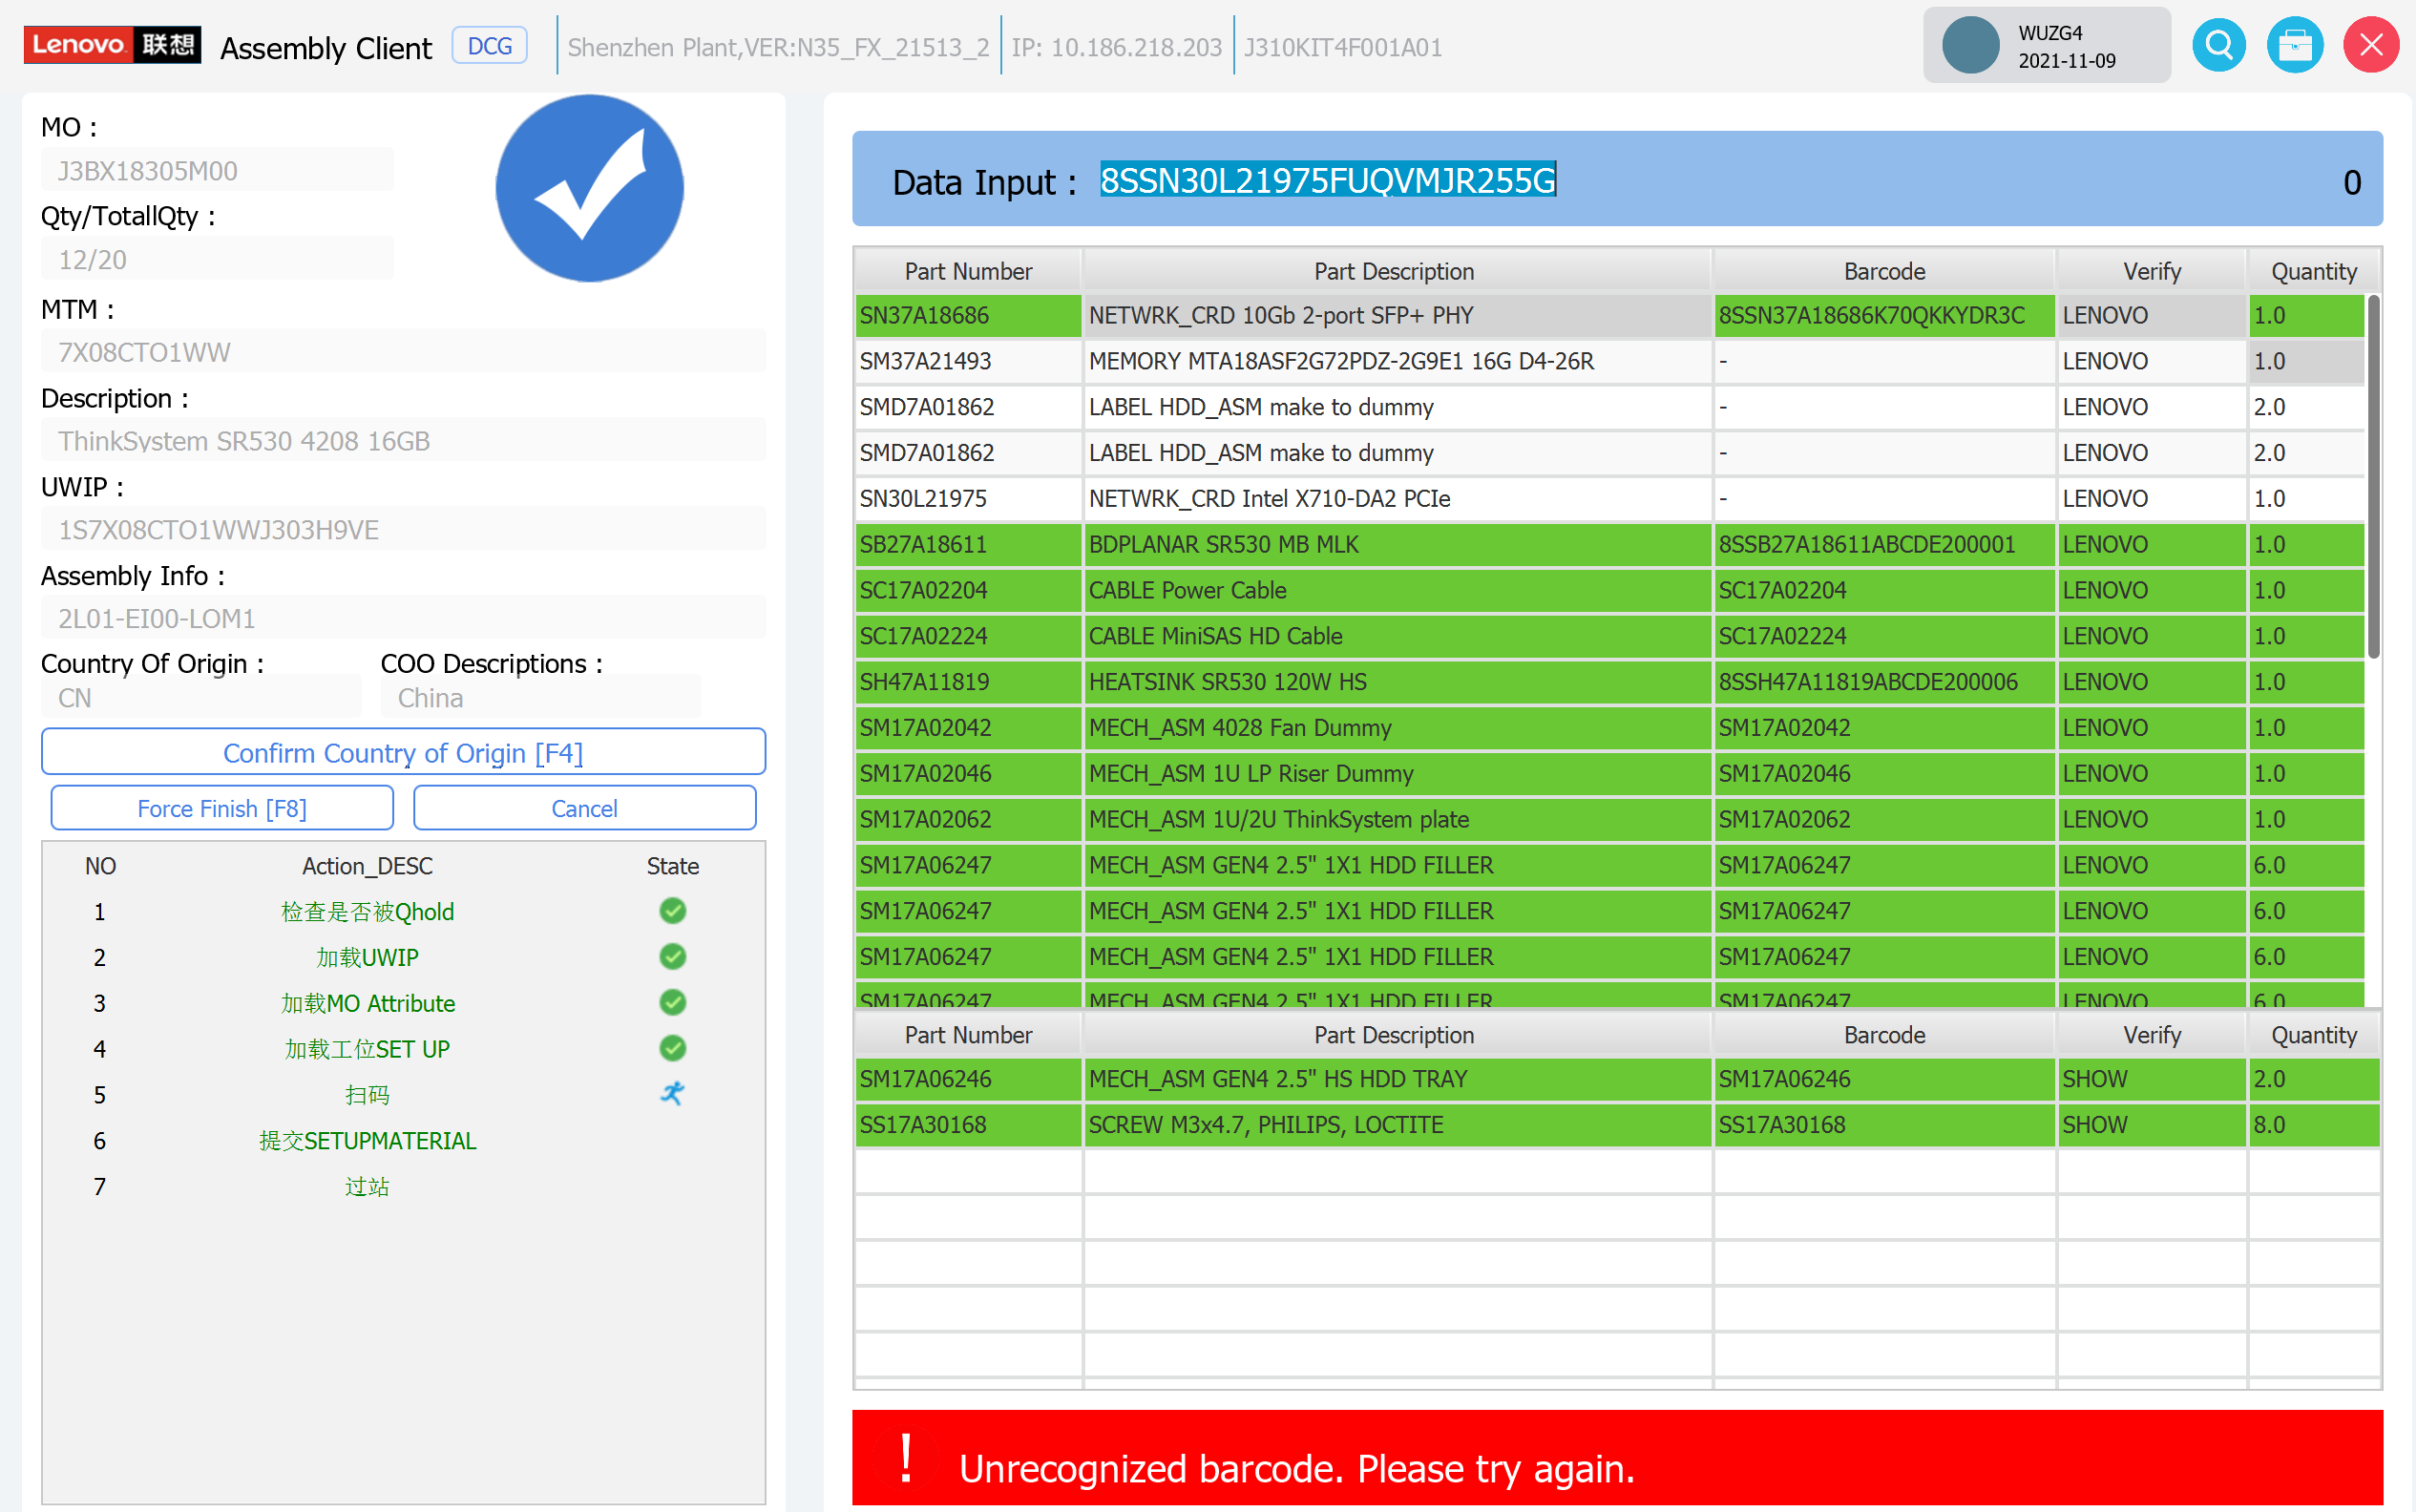 Lenovo 联想 Assembly Client DCG Shenzhen Plant,VER:N35_FX_21513_2 IP: 10.186.218.203 J310KIT4F001A01 WUZG4
2021-11-09
MO :
J3BX18305M00
Qty/TotallQty :
12/20
MTM :
7X08CTO1WW
Description :
ThinkSystem SR530 4208 16GB
UWIP :
1S7X08CTO1WWJ303H9VE
Assembly Info :
2L01-EI00-LOM1
Country Of Origin : COO Descriptions :
CN China
Confirm Country of Origin [F4]
Force Finish [F8] Cancel
NO Action_DESC State
1 检查是否被Qhold
2 加载UWIP
3 加载MO Attribute
4 加载工位SET UP
5 扫码
6 提交SETUPMATERIAL
7 过站
Data Input : 8SSN30L21975FUQVMJR255G 0
Part Number Part Description Barcode Verify Quantity
SN37A18686 NETWRK_CRD 10Gb 2-port SFP+ PHY 8SSN37A18686K70QKKYDR3C LENOVO 1.0
SM37A21493 MEMORY MTA18ASF2G72PDZ-2G9E1 16G D4-26R - LENOVO 1.0
SMD7A01862 LABEL HDD_ASM make to dummy - LENOVO 2.0
SMD7A01862 LABEL HDD_ASM make to dummy - LENOVO 2.0
SN30L21975 NETWRK_CRD Intel X710-DA2 PCIe - LENOVO 1.0
SB27A18611 BDPLANAR SR530 MB MLK 8SSB27A18611ABCDE200001 LENOVO 1.0
SC17A02204 CABLE Power Cable SC17A02204 LENOVO 1.0
SC17A02224 CABLE MiniSAS HD Cable SC17A02224 LENOVO 1.0
SH47A11819 HEATSINK SR530 120W HS 8SSH47A11819ABCDE200006 LENOVO 1.0
SM17A02042 MECH_ASM 4028 Fan Dummy SM17A02042 LENOVO 1.0
SM17A02046 MECH_ASM 1U LP Riser Dummy SM17A02046 LENOVO 1.0
SM17A02062 MECH_ASM 1U/2U ThinkSystem plate SM17A02062 LENOVO 1.0
SM17A06247 MECH_ASM GEN4 2.5" 1X1 HDD FILLER SM17A06247 LENOVO 6.0
SM17A06247 MECH_ASM GEN4 2.5" 1X1 HDD FILLER SM17A06247 LENOVO 6.0
SM17A06247 MECH_ASM GEN4 2.5" 1X1 HDD FILLER SM17A06247 LENOVO 6.0
SM17A06247 MECH_ASM GEN4 2.5" 1X1 HDD FILLER SM17A06247 LENOVO 6.0
Part Number Part Description Barcode Verify Quantity
SM17A06246 MECH_ASM GEN4 2.5" HS HDD TRAY SM17A06246 SHOW 2.0
SS17A30168 SCREW M3x4.7, PHILIPS, LOCTITE SS17A30168 SHOW 8.0
! Unrecognized barcode. Please try again.